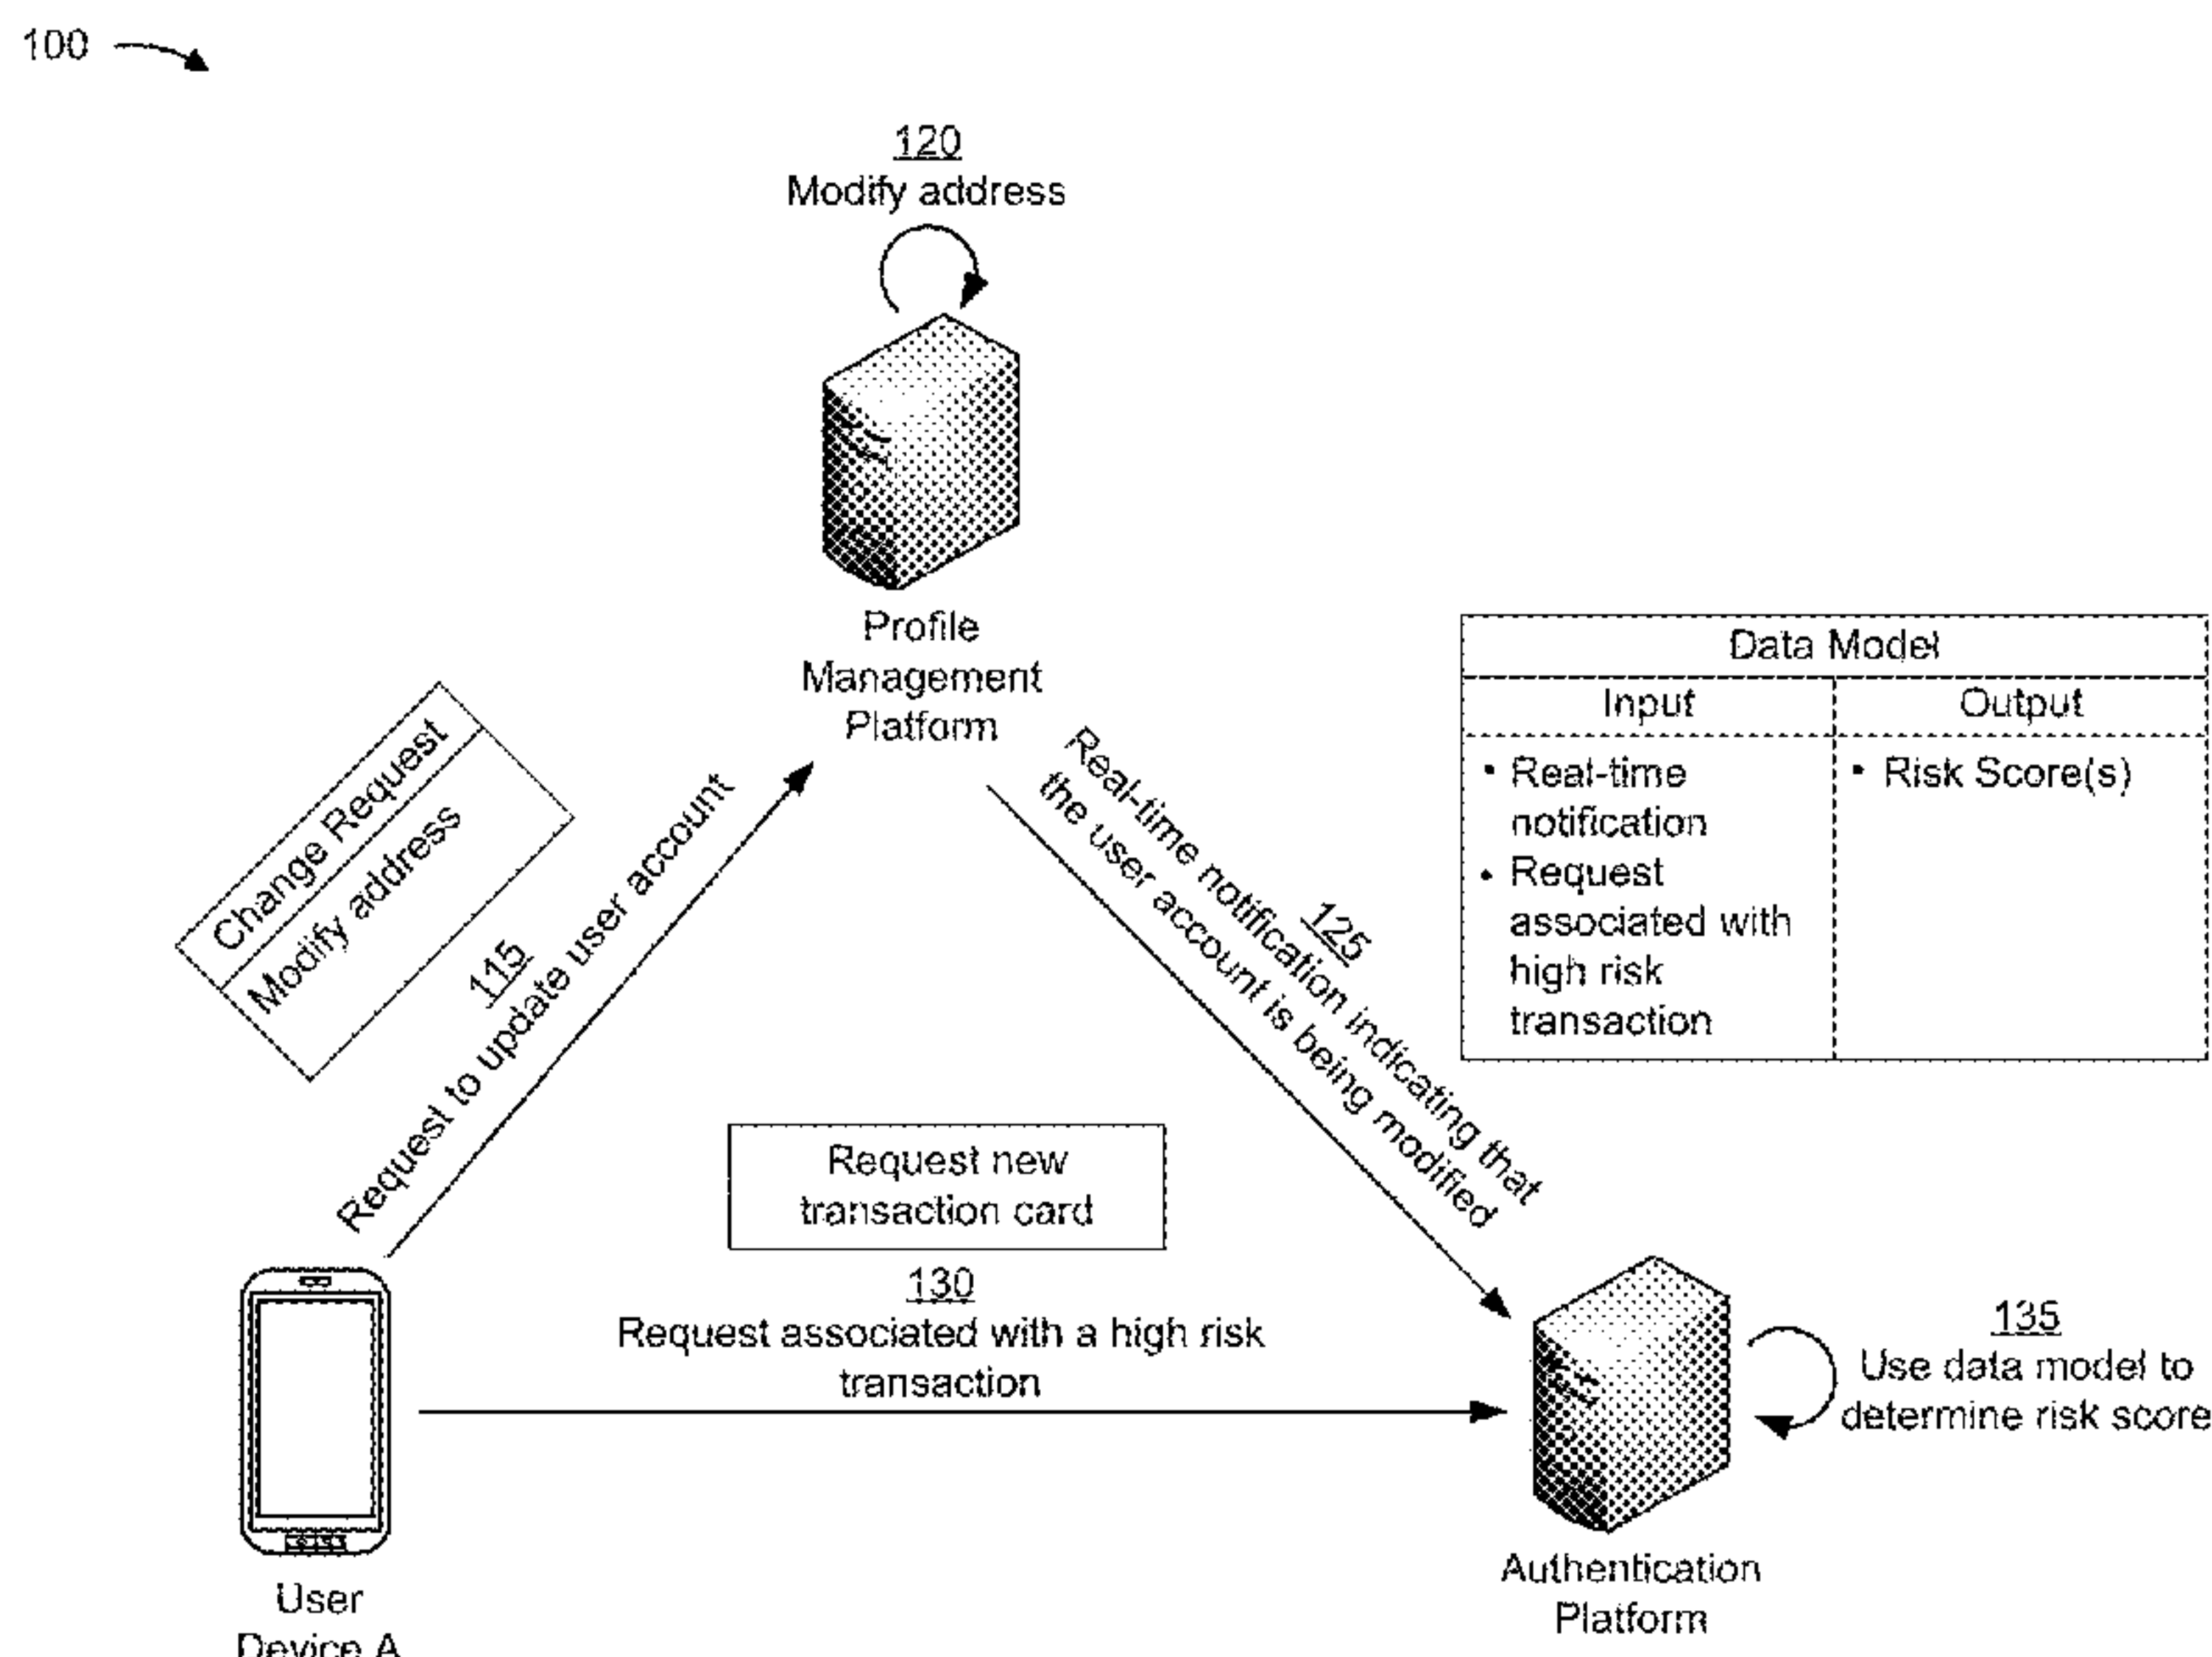 100
120
Modify address
Profile
Management
Platform
Change Request
Modify address
115
Request to update user account
Real-time notification indicating that
the user account is being modified
125
Data Model
Input
Output
• Real-time
notification
• Request
associated with
high risk
transaction
• Risk Score(s)
Request new
transaction card
130
Request associated with a high risk
transaction
135
Use data model to
determine risk score
User
Device A
Authentication
Platform